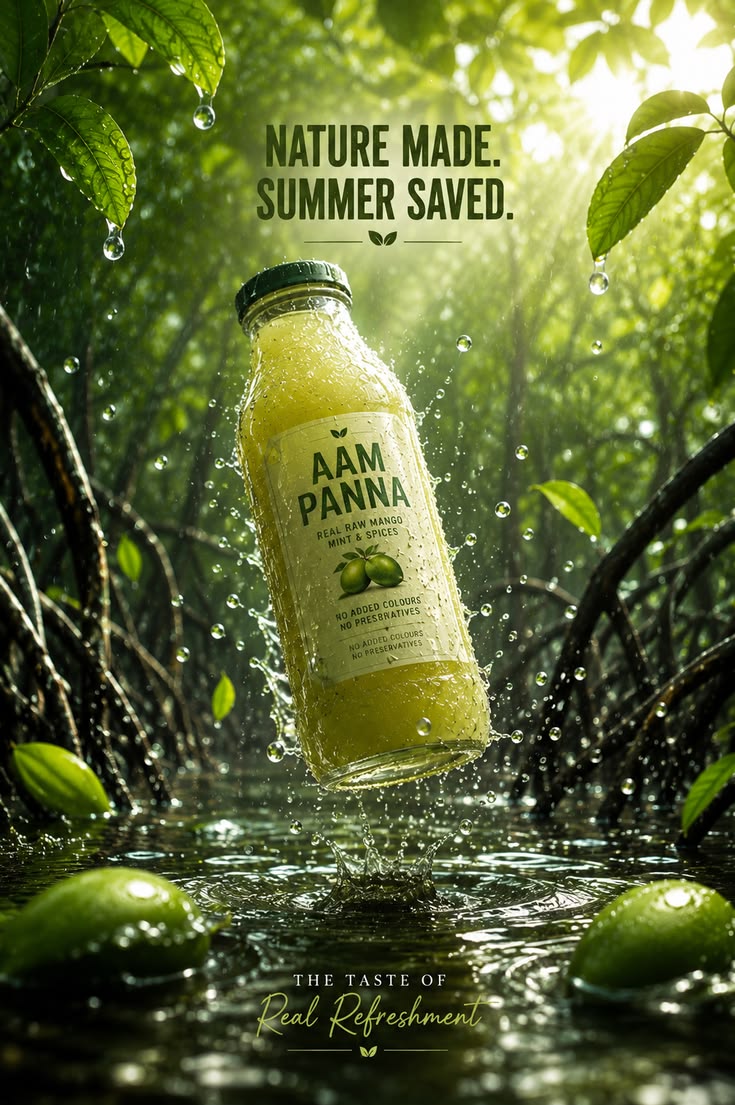 NATURE MADE.
SUMMER SAVED.
AAM
PANNA
REAL RAW MANGO
MINT & SPICES
NO ADDED COLOURS
NO PRESERVATIVES
NO ADDED COLOURS
NO PRESERVATIVES
THE TASTE OF
Real Refreshment